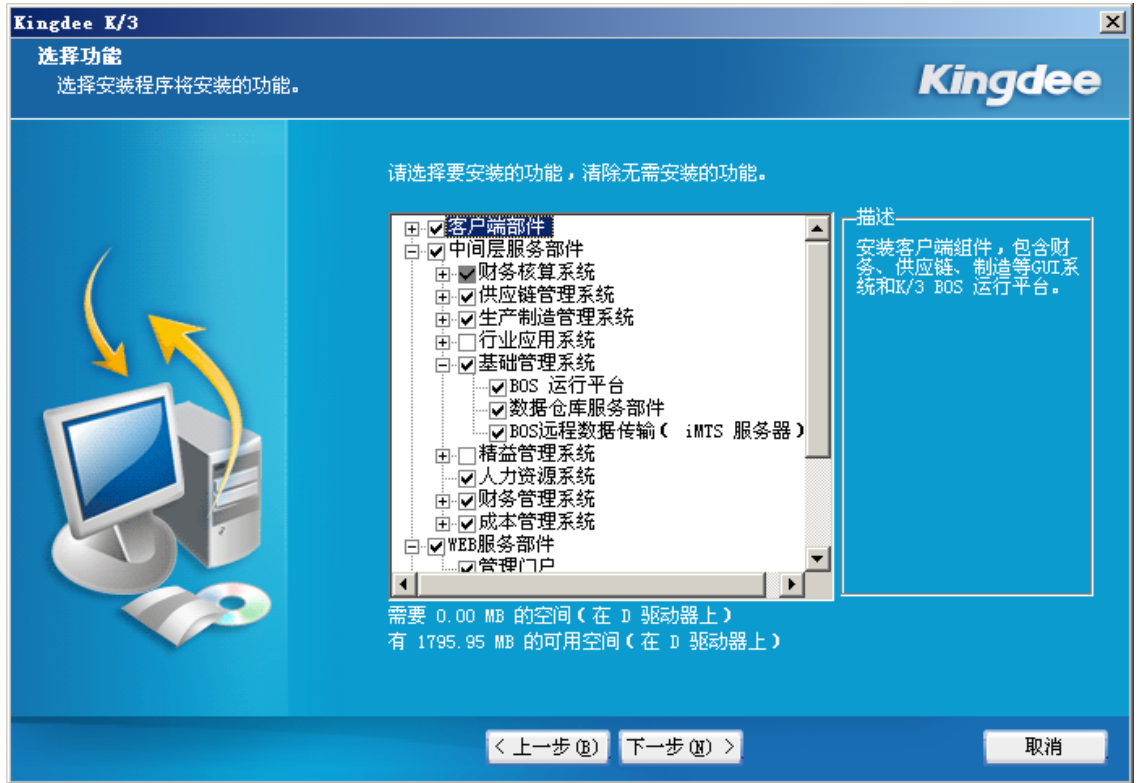 Kingdee K/3
选择功能
选择安装程序将安装的功能。
Kingdee
请选择要安装的功能，清除无需安装的功能。
客户端部件
中间层服务部件
财务核算系统
供应链管理系统
生产制造管理系统
行业应用系统
基础管理系统
BOS 运行平台
数据仓库服务部件
BOS远程数据传输( iMTS 服务器)
精益管理系统
人力资源系统
财务管理系统
成本管理系统
WEB服务部件
管理门户
描述
安装客户端组件，包含财
务、供应链、制造等GUI系
统和K/3 BOS 运行平台。
需要 0.00 MB 的空间(在 D 驱动器上)
有 1795.95 MB 的可用空间(在 D 驱动器上)
< 上一步(B)
下一步(N) >
取消